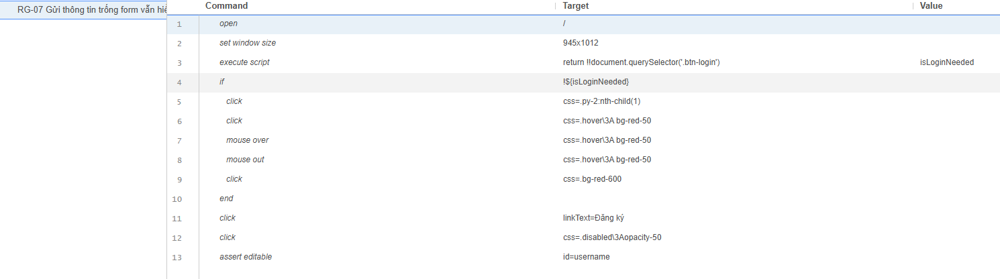 RG-07 Gửi thông tin trống form vẫn
Command Target Value
1 open /
2 set window size 945x1012
3 execute script return !!document.querySelector('.btn-login') isLoginNeeded
4 if !${isLoginNeeded}
5 click css=.py-2:nth-child(1)
6 click css=.hover\3A bg-red-50
7 mouse over css=.hover\3A bg-red-50
8 mouse out css=.hover\3A bg-red-50
9 click css=.bg-red-600
10 end
11 click linkText=Đăng ký
12 click css=.disabled\3Aopacity-50
13 assert editable id=username